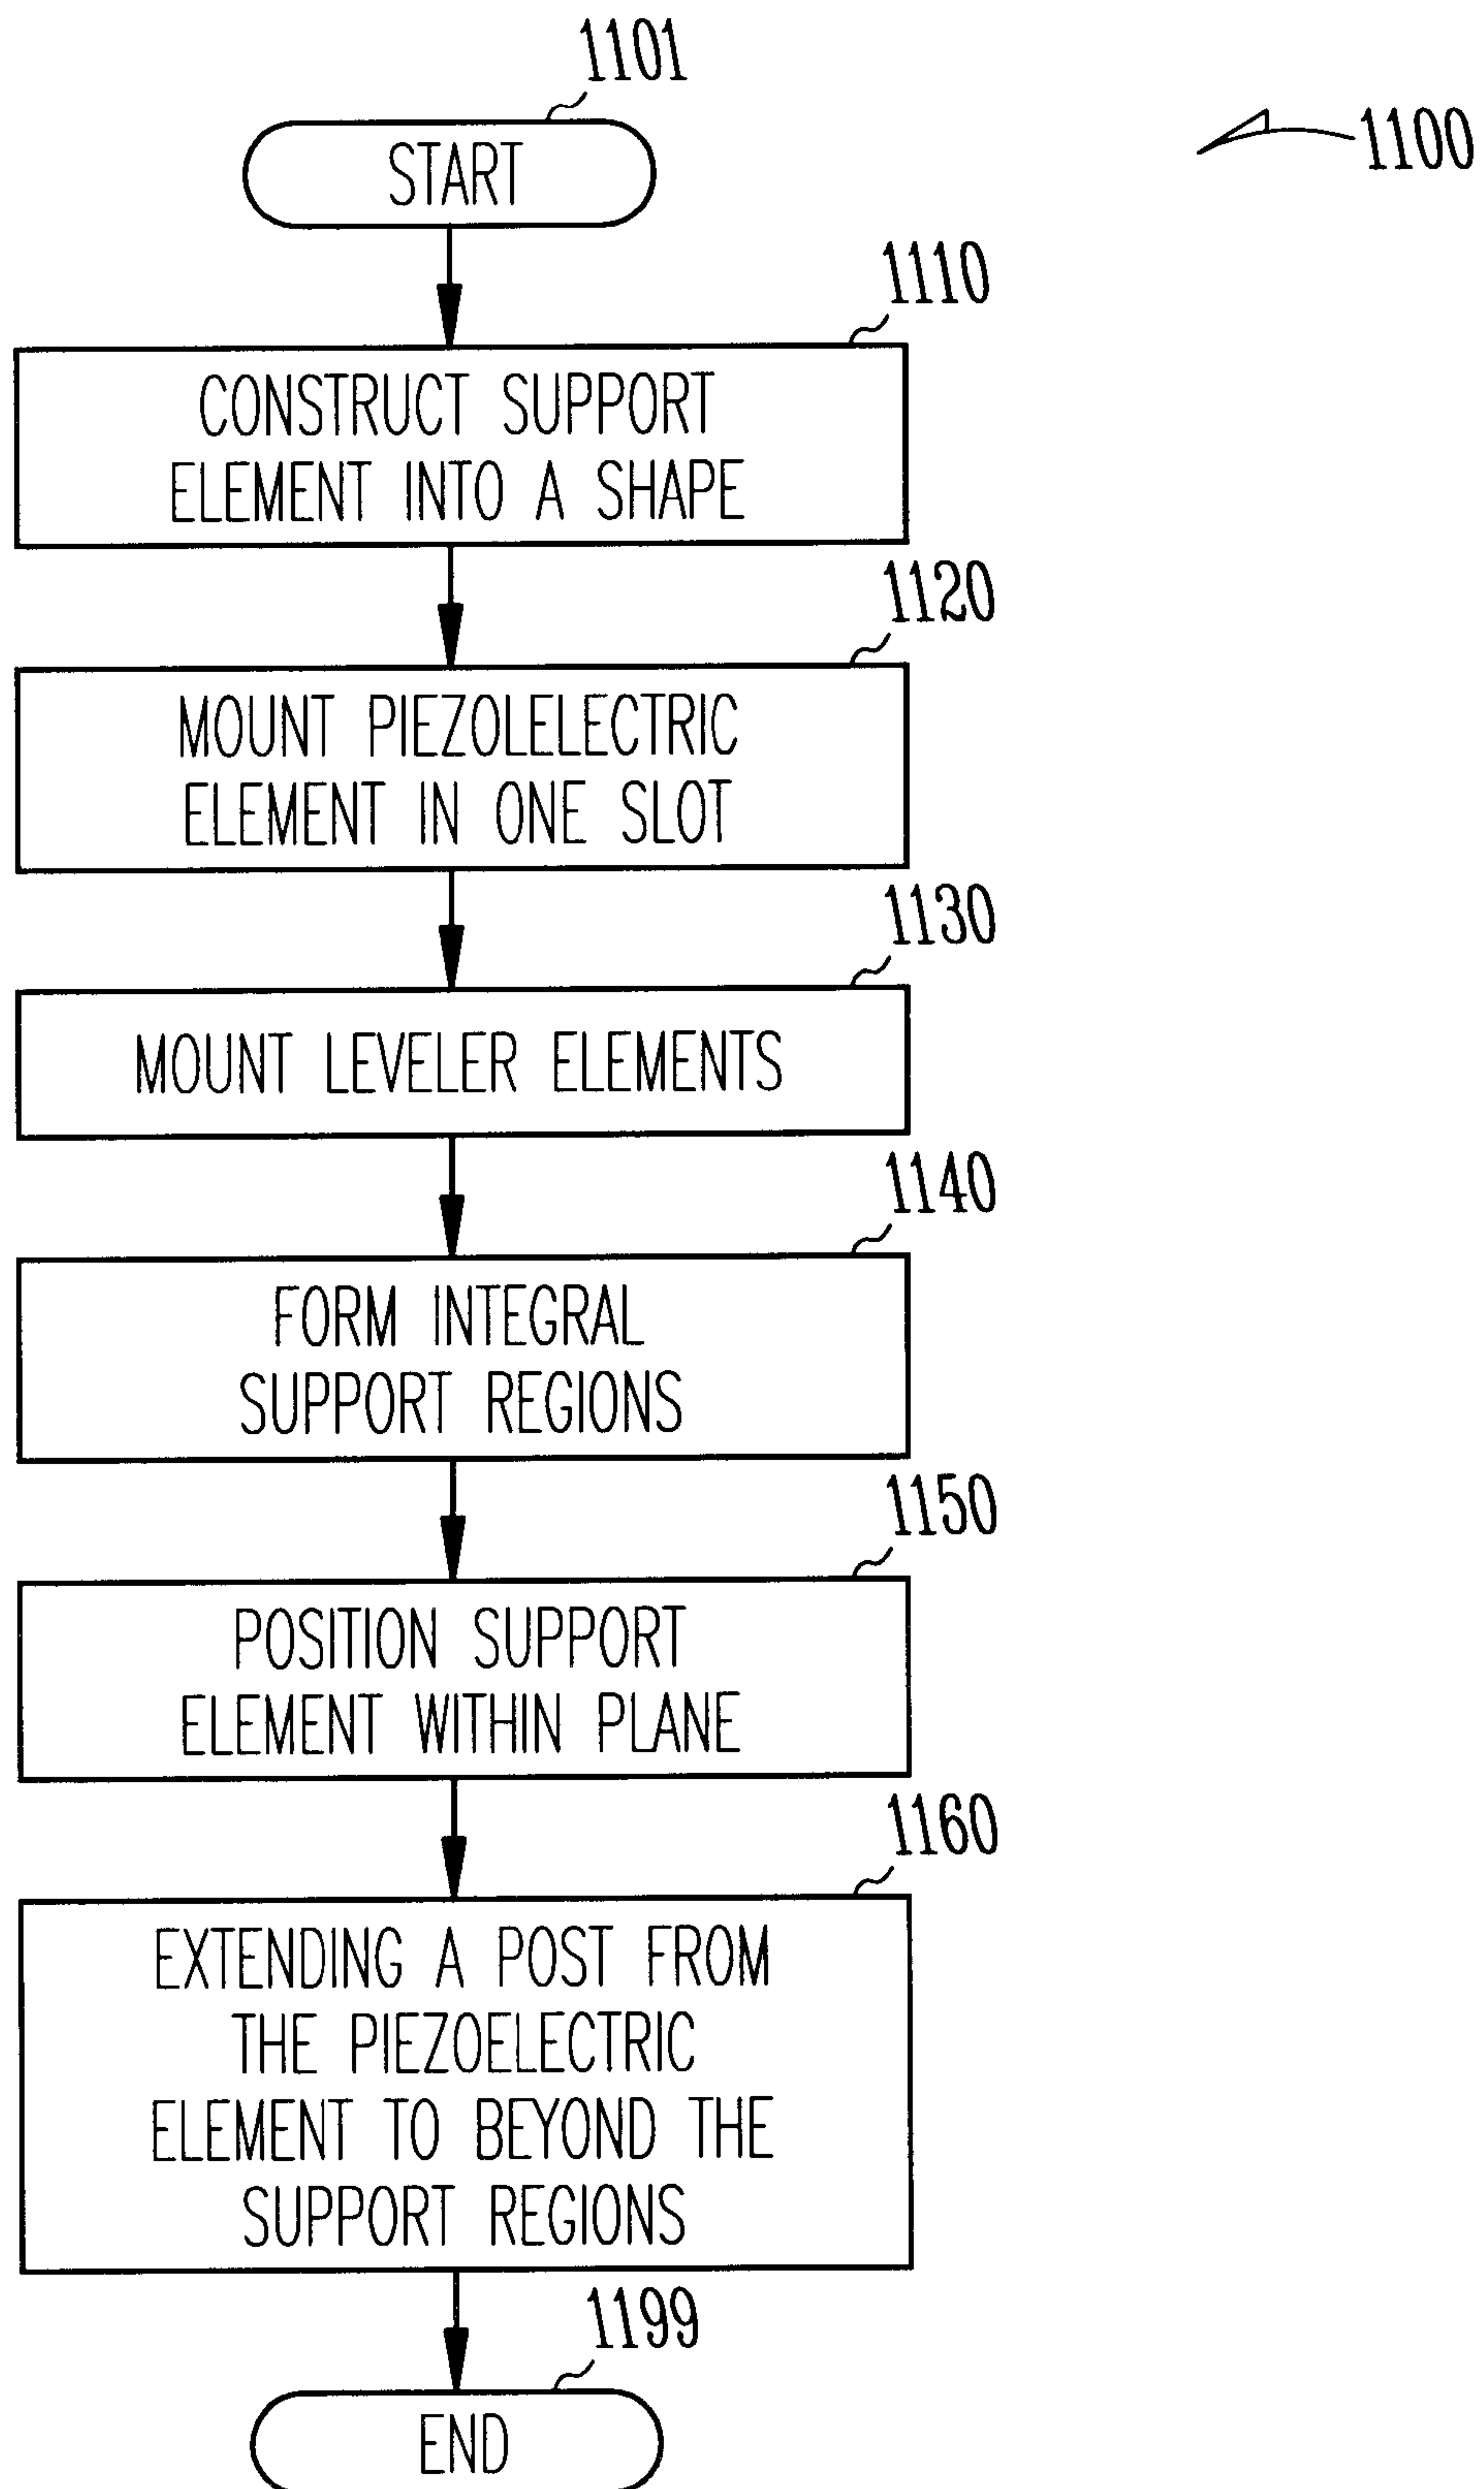 1101
START
1100
1110
CONSTRUCT SUPPORT
ELEMENT INTO A SHAPE
1120
MOUNT PIEZOLELECTRIC
ELEMENT IN ONE SLOT
1130
MOUNT LEVELER ELEMENTS
1140
FORM INTEGRAL
SUPPORT REGIONS
1150
POSITION SUPPORT
ELEMENT WITHIN PLANE
1160
EXTENDING A POST FROM
THE PIEZOELECTRIC
ELEMENT TO BEYOND THE
SUPPORT REGIONS
1199
END